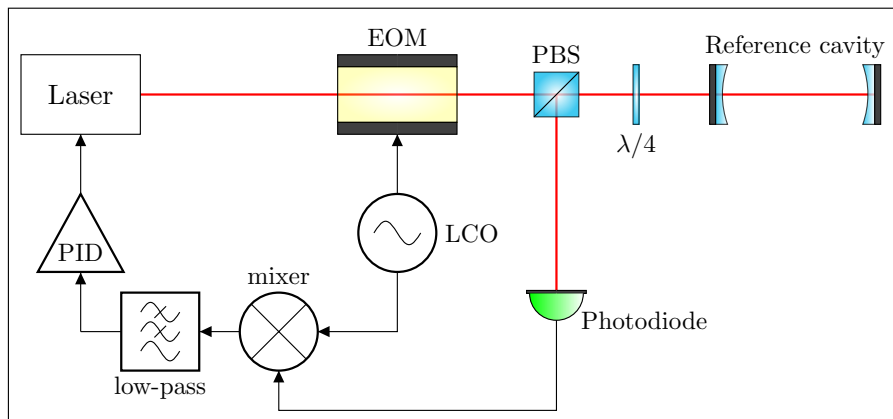 EOM
PBS
Reference cavity
Laser
λ/4
PID
LCO
mixer
Photodiode
low-pass